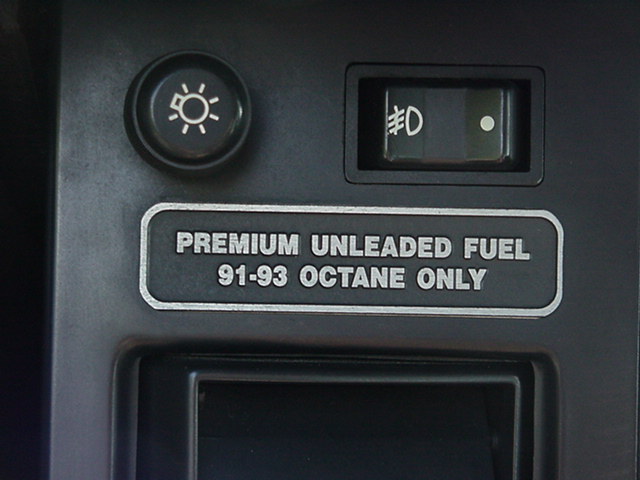 PREMIUM UNLEADED FUEL
91-93 OCTANE ONLY